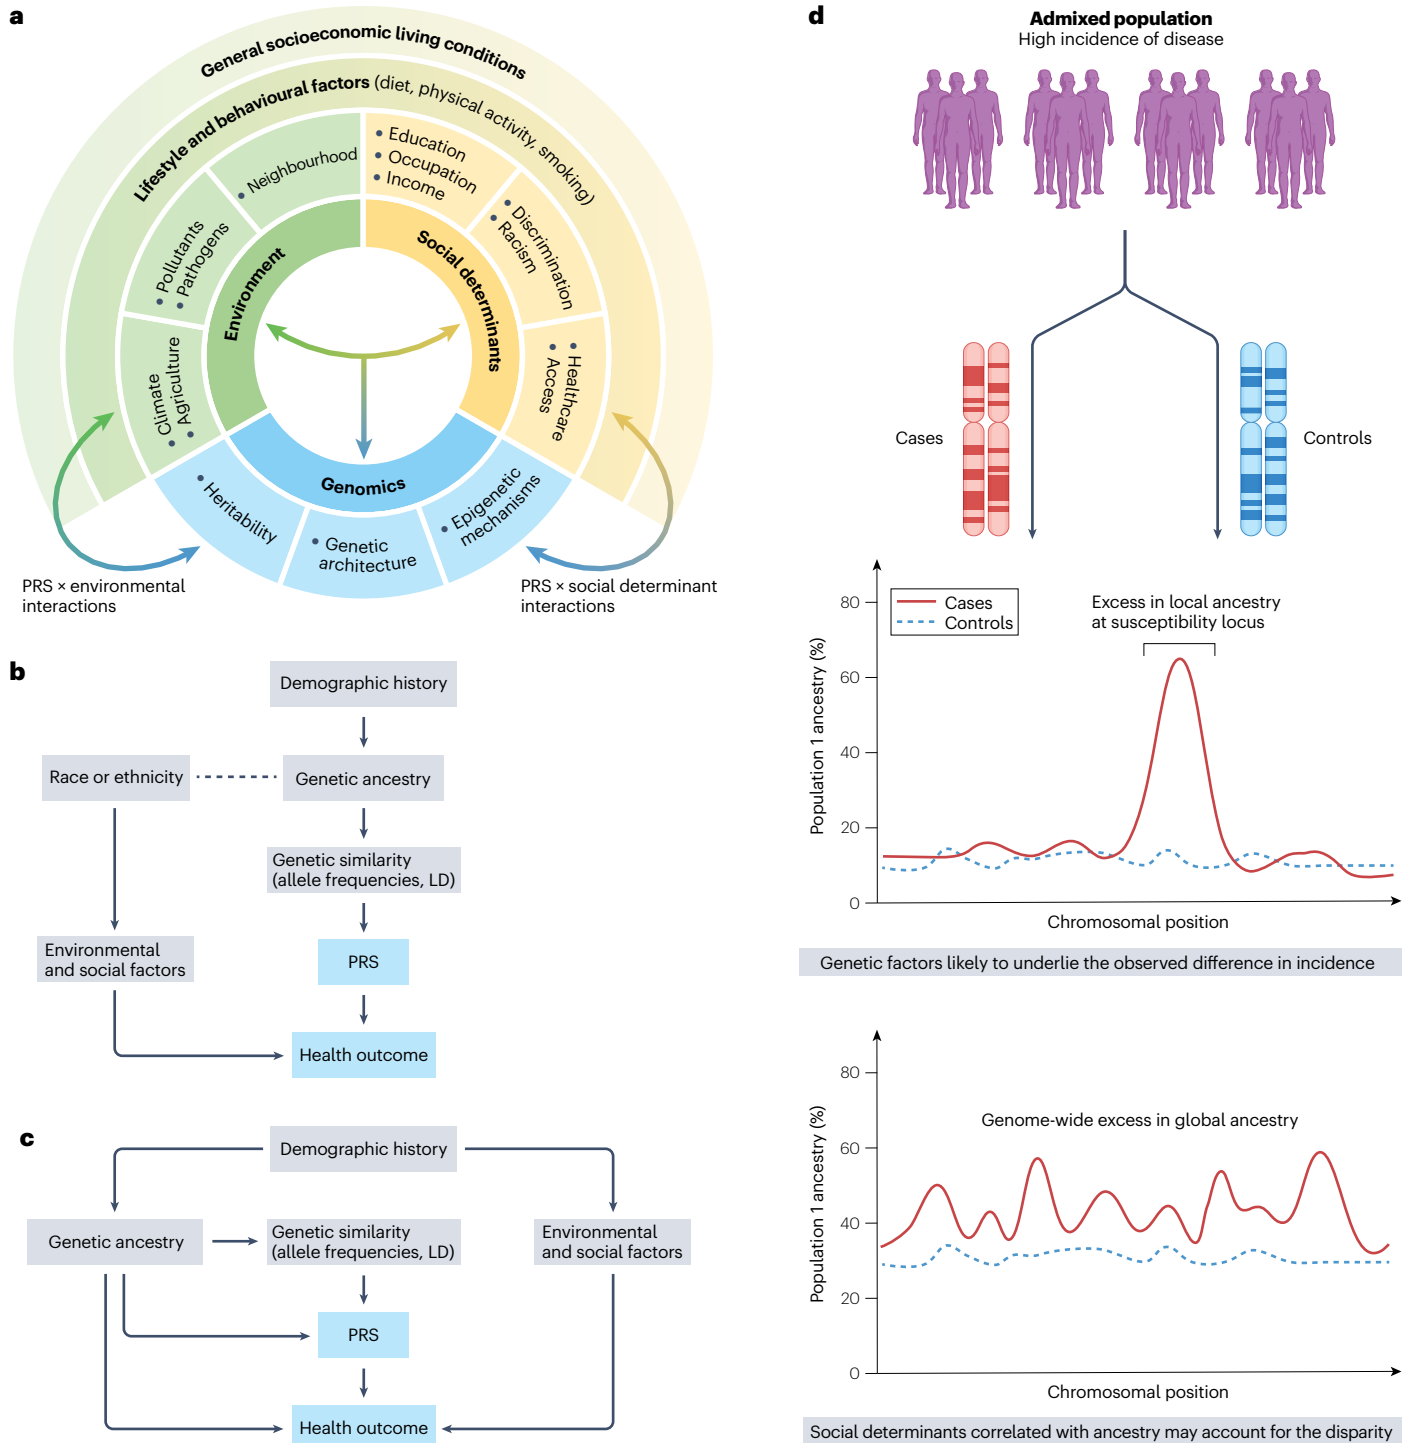 a
General socioeconomic living conditions
Lifestyle and behavioural factors (diet, physical activity, smoking)
• Neighbourhood
• Education
• Occupation
• Income
• Pollutants
• Pathogens
• Discrimination
• Racism
Environment
Social determinants
• Climate
• Agriculture
• Healthcare
• Access
Genomics
• Heritability
• Genetic
architecture
• Epigenetic
mechanisms
PRS × environmental
interactions
PRS × social determinant
interactions
b
Demographic history
Race or ethnicity
Genetic ancestry
Genetic similarity
(allele frequencies, LD)
Environmental
and social factors
PRS
Health outcome
c
Demographic history
Genetic ancestry
Genetic similarity
(allele frequencies, LD)
Environmental
and social factors
PRS
Health outcome
d
Admixed population
High incidence of disease
Cases
Controls
Population 1 ancestry (%)
80
60
40
20
0
Cases
Controls
Excess in local ancestry
at susceptibility locus
Chromosomal position
Genetic factors likely to underlie the observed difference in incidence
Population 1 ancestry (%)
80
60
40
20
0
Genome-wide excess in global ancestry
Chromosomal position
Social determinants correlated with ancestry may account for the disparity